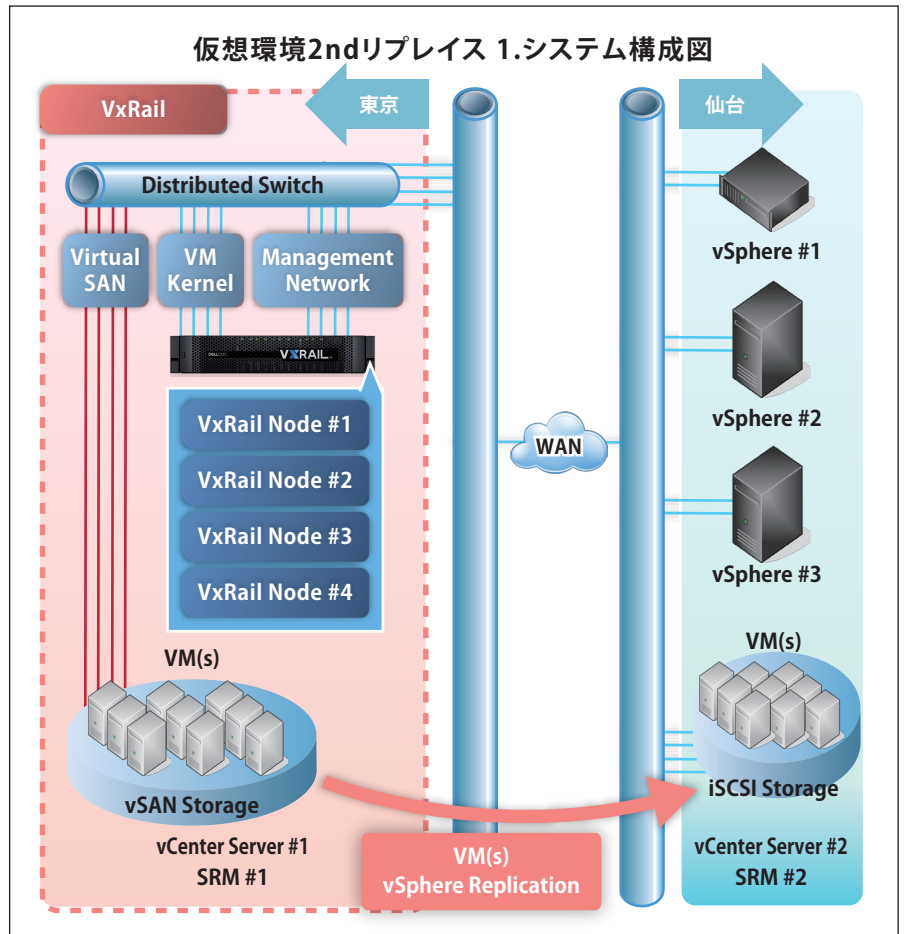 仮想環境2ndリプレイス 1.システム構成図
VxRail
東京
仙台
Distributed Switch
Virtual
SAN
VM
Kernel
Management
Network
DELLEMC
VXRAIL
VxRail Node #1
VxRail Node #2
VxRail Node #3
VxRail Node #4
VM(s)
vSAN Storage
vCenter Server #1
SRM #1
WAN
VM(s)
vSphere Replication
vSphere #1
vSphere #2
vSphere #3
VM(s)
iSCSI Storage
vCenter Server #2
SRM #2